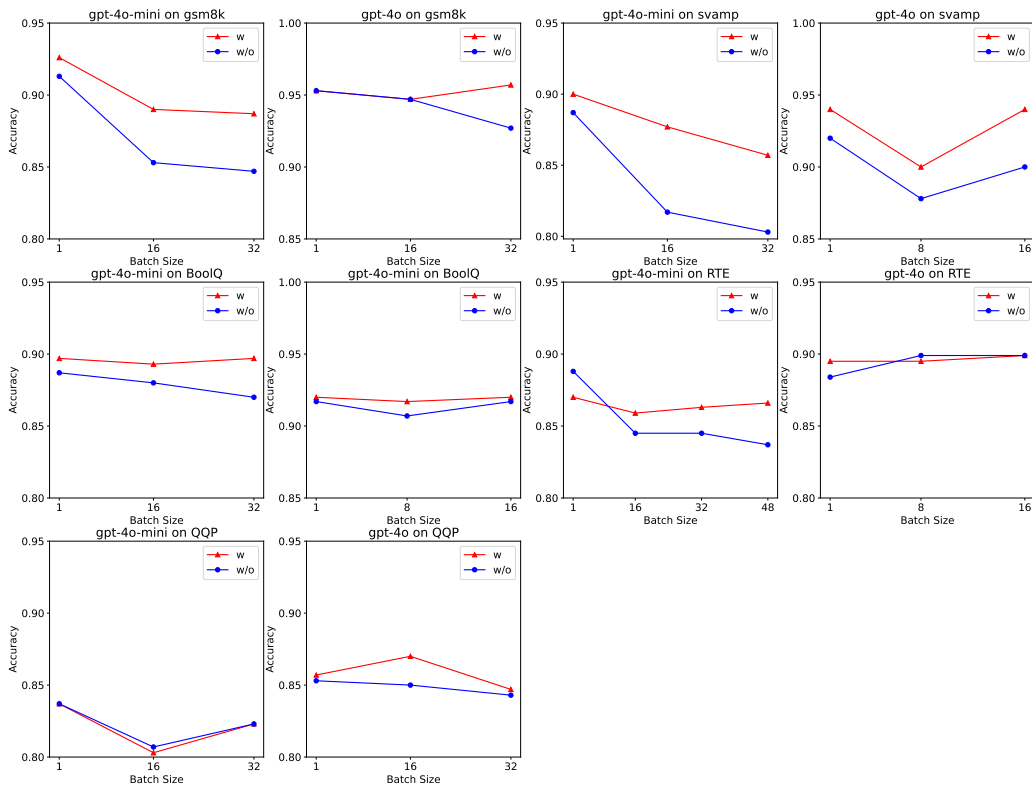 gpt-4o-mini on gsm8k
0.95
0.90
0.85
0.80
Accuracy
w
w/o
1
16
32
Batch Size
gpt-4o on gsm8k
1.00
0.95
0.90
0.85
Accuracy
w
w/o
1
16
32
Batch Size
gpt-4o-mini on svamp
0.95
0.90
0.85
0.80
Accuracy
w
w/o
1
16
32
Batch Size
gpt-4o on svamp
1.00
0.95
0.90
0.85
Accuracy
w
w/o
1
8
16
Batch Size
gpt-4o-mini on BoolQ
0.95
0.90
0.85
0.80
Accuracy
w
w/o
1
16
32
Batch Size
gpt-4o-mini on BoolQ
1.00
0.95
0.90
0.85
Accuracy
w
w/o
1
8
16
Batch Size
gpt-4o-mini on RTE
0.95
0.90
0.85
0.80
Accuracy
w
w/o
1
16
32
48
Batch Size
gpt-4o on RTE
0.95
0.90
0.85
0.80
Accuracy
w
w/o
1
8
16
Batch Size
gpt-4o-mini on QQP
0.95
0.90
0.85
0.80
Accuracy
w
w/o
1
16
32
Batch Size
gpt-4o on QQP
0.95
0.90
0.85
0.80
Accuracy
w
w/o
1
16
32
Batch Size